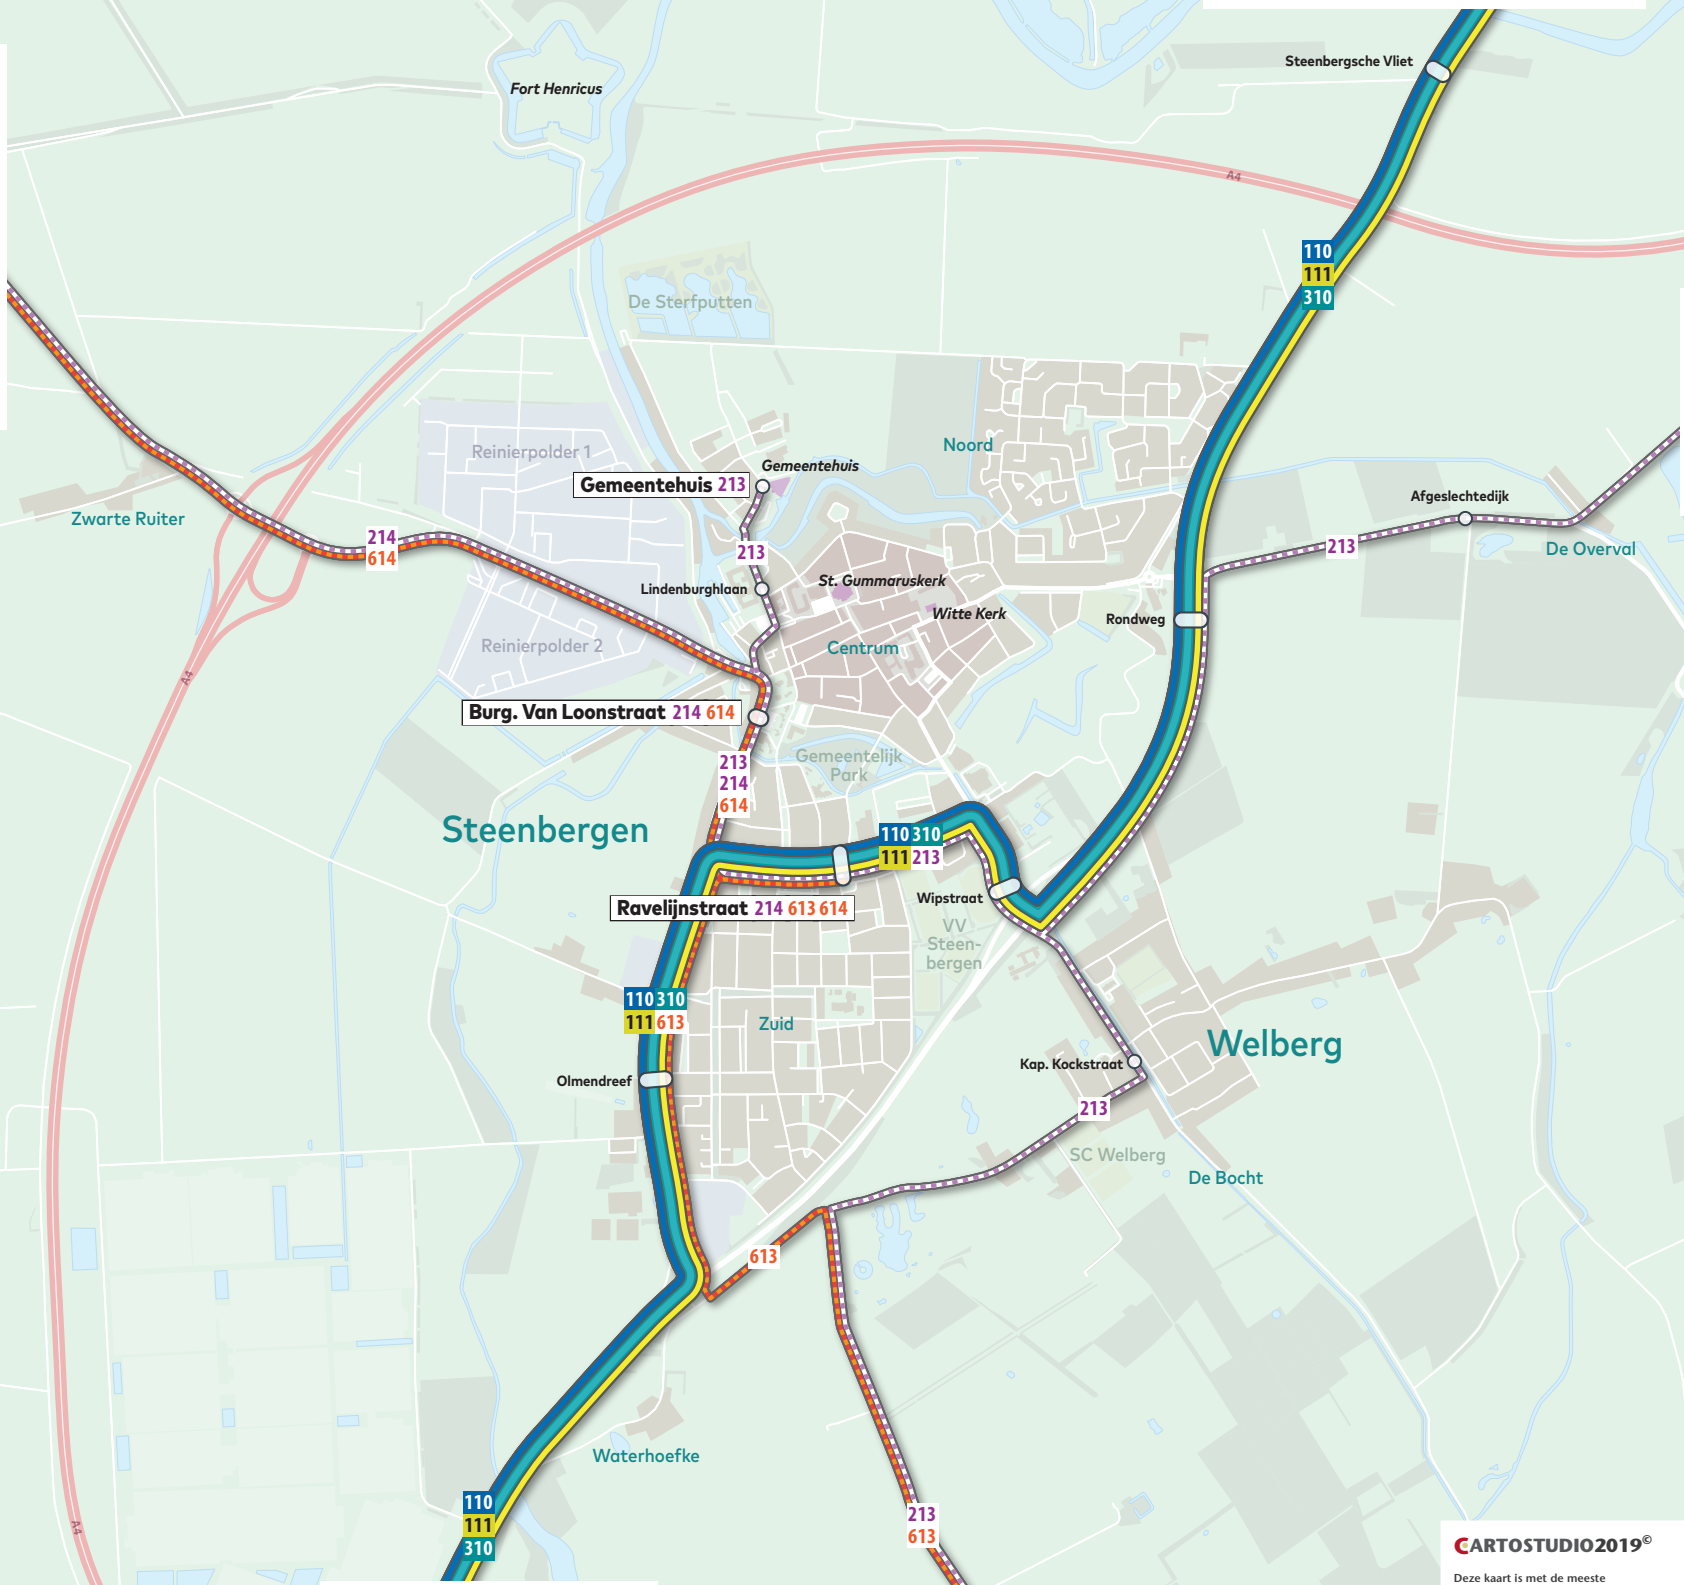 Steenbergsche Vliet
Fort Henricus
A4
110
111
310
De Sterfputten
Noord
Reinierpolder 1
Gemeentehuis
Gemeentehuis 213
Afgeslechtedijk
Zwarte Ruiter
214
614
213
213
De Overval
St. Gummaruskerk
Lindenburghlaan
Witte Kerk
Rondweg
Reinierpolder 2
Centrum
A4
Burg. Van Loonstraat 214 614
Gemeentelijk
Park
213
214
614
Steenbergen
110 310
111 213
Wipstraat
Ravelijnstraat 214 613 614
VV
Steen-
bergen
110 310
111 613
Zuid
Welberg
Kap. Kockstraat
Olmendreef
213
SC Welberg
De Bocht
613
Waterhoefke
110
111
310
213
613
A4
CARTOSTUDIO2019©
Deze kaart is met de meeste